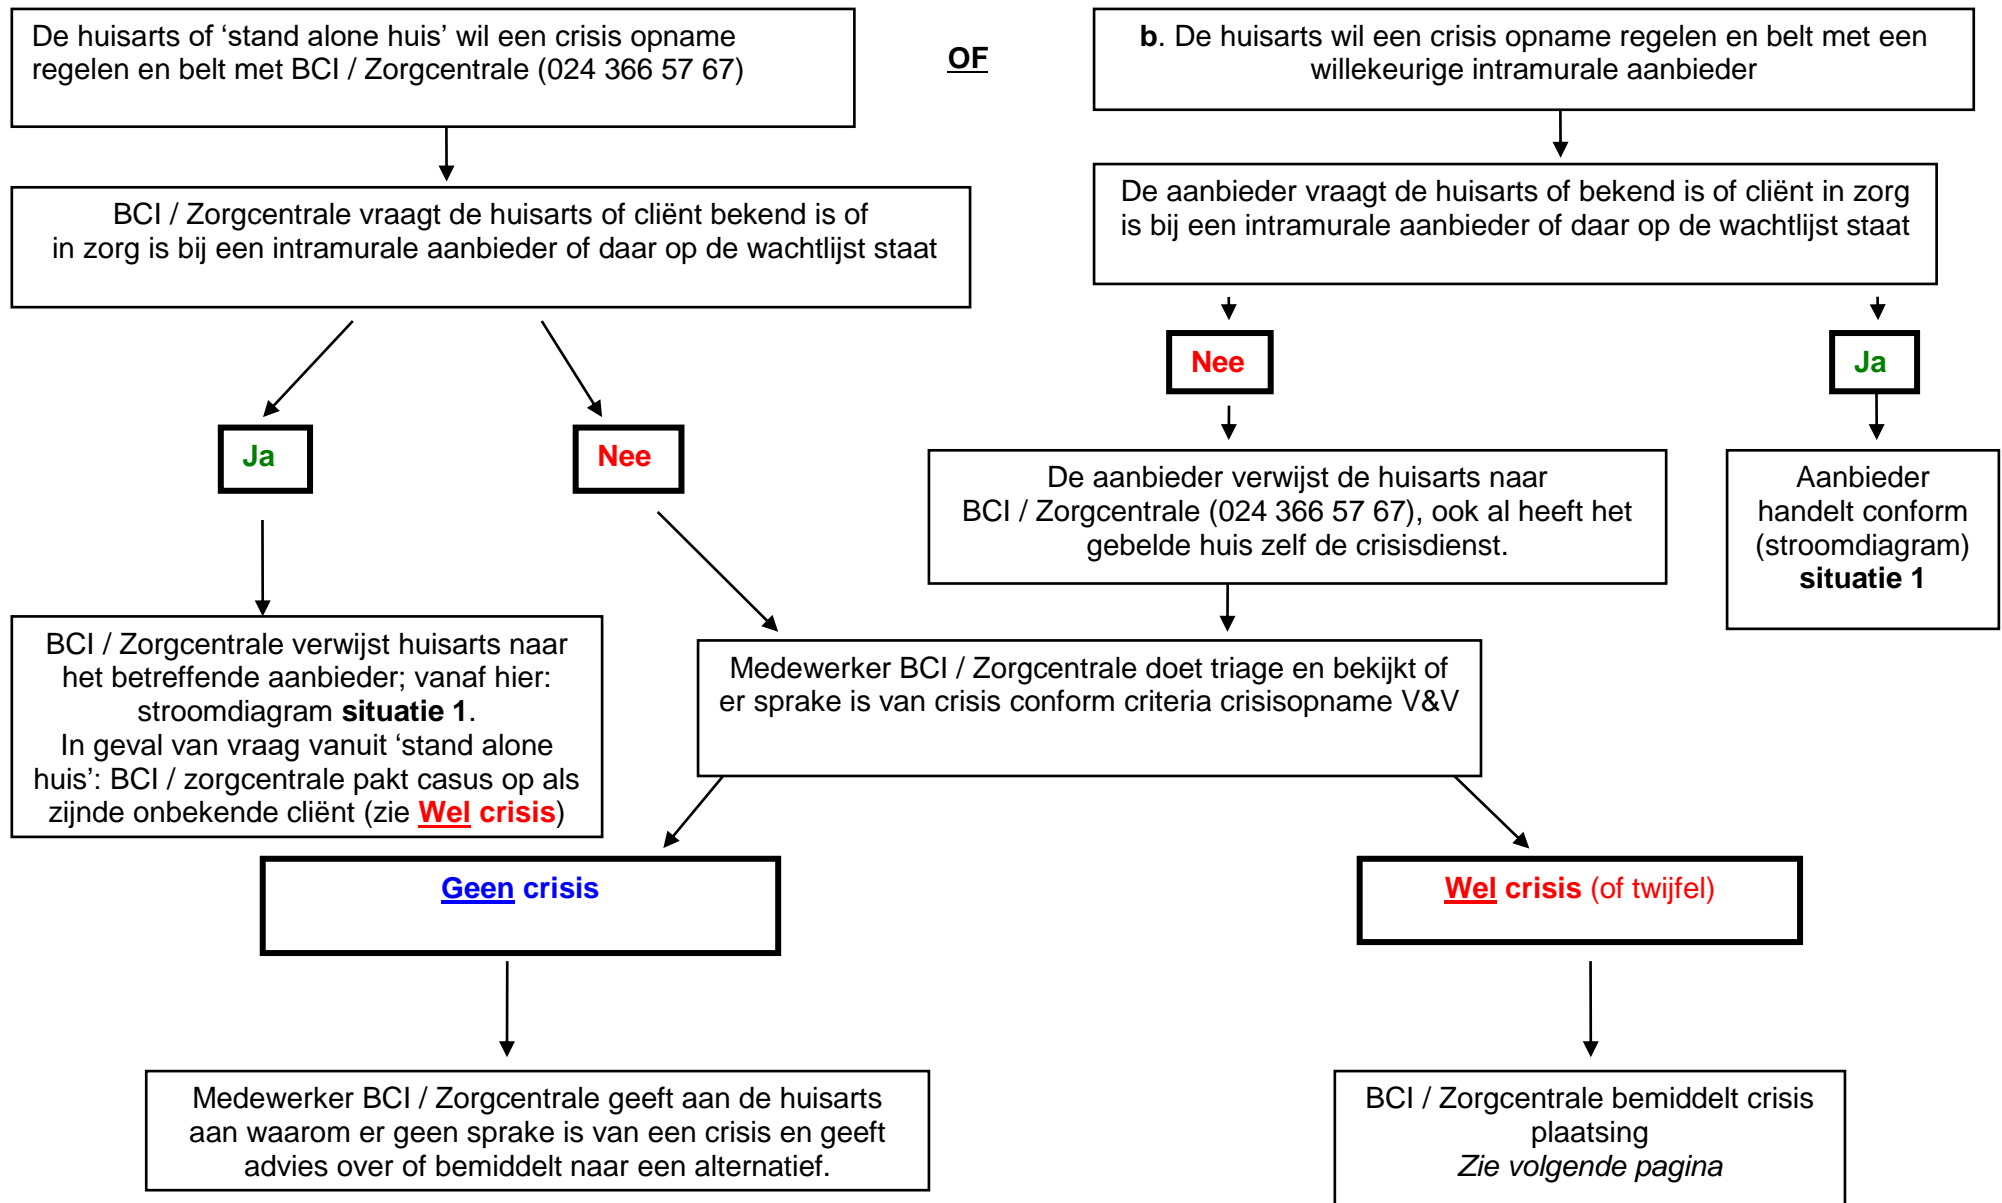 De huisarts of ‘stand alone huis’ wil een crisis opname
regelen en belt met BCI / Zorgcentrale (024 366 57 67)
OF
b. De huisarts wil een crisis opname regelen en belt met een
willekeurige intramurale aanbieder
BCI / Zorgcentrale vraagt de huisarts of cliënt bekend is of
in zorg is bij een intramurale aanbieder of daar op de wachtlijst staat
De aanbieder vraagt de huisarts of bekend is of cliënt in zorg
is bij een intramurale aanbieder of daar op de wachtlijst staat
Nee
Ja
Ja
Nee
De aanbieder verwijst de huisarts naar
BCI / Zorgcentrale (024 366 57 67), ook al heeft het
gebelde huis zelf de crisisdienst.
Aanbieder
handelt conform
(stroomdiagram)
situatie 1
BCI / Zorgcentrale verwijst huisarts naar
het betreffende aanbieder; vanaf hier:
stroomdiagram situatie 1.
In geval van vraag vanuit ‘stand alone
huis’: BCI / zorgcentrale pakt casus op als
zijnde onbekende cliënt (zie Wel crisis)
Medewerker BCI / Zorgcentrale doet triage en bekijkt of
er sprake is van crisis conform criteria crisisopname V&V
Geen crisis
Wel crisis (of twijfel)
Medewerker BCI / Zorgcentrale geeft aan de huisarts
aan waarom er geen sprake is van een crisis en geeft
advies over of bemiddelt naar een alternatief.
BCI / Zorgcentrale bemiddelt crisis
plaatsing
Zie volgende pagina